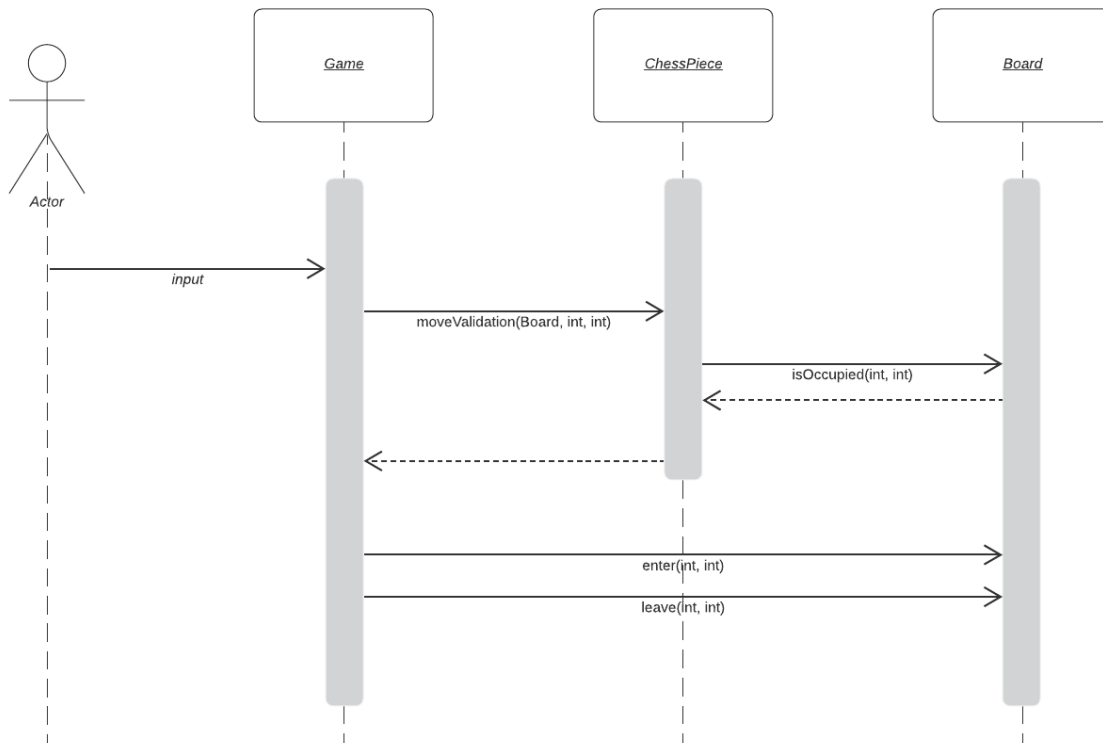 Game
ChessPiece
Board
Actor
input
moveValidation(Board, int, int)
isOccupied(int, int)
enter(int, int)
leave(int, int)